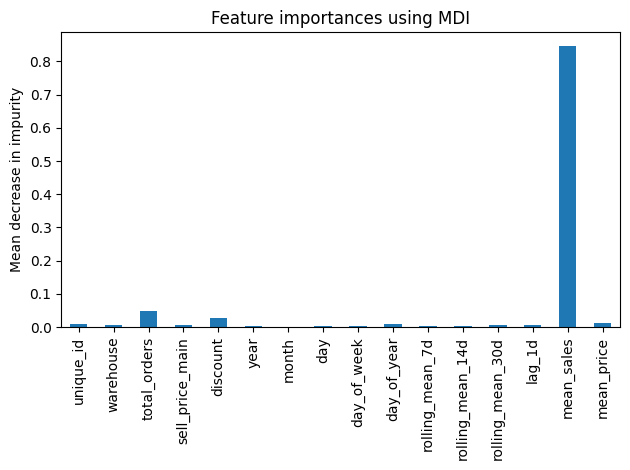 Feature importances using MDI
Mean decrease in impurity
0.8
0.7
0.6
0.5
0.4
0.3
0.2
0.1
0.0
unique_id
warehouse
total_orders
sell_price_main
discount
year
month
day
day_of_week
day_of_year
rolling_mean_7d
rolling_mean_14d
rolling_mean_30d
lag_1d
mean_sales
mean_price